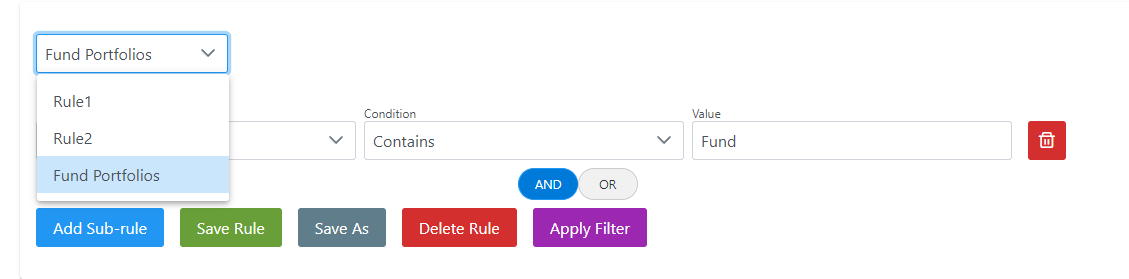 Fund Portfolios
Rule1
Rule2
Fund Portfolios
Condition
Value
Contains
Fund
AND
OR
Add Sub-rule
Save Rule
Save As
Delete Rule
Apply Filter